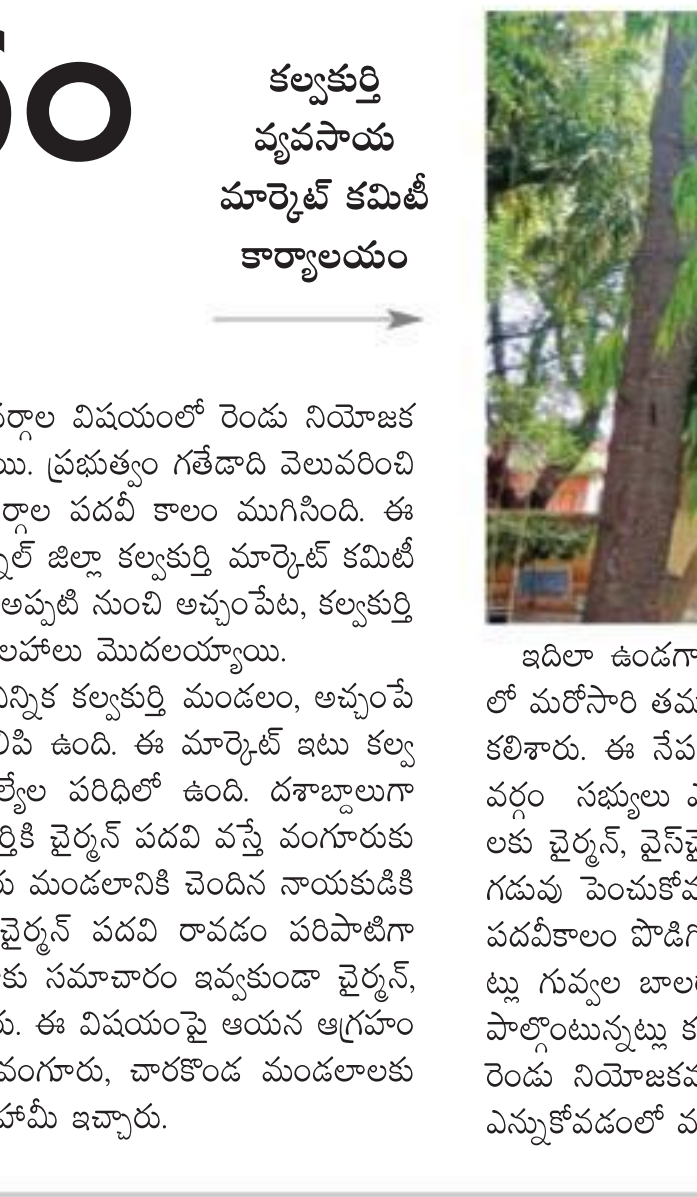 కల్వకుర్తి
వ్యవసాయ
మార్కెట్ కమిటీ
కార్యాలయం
విషయంలో రెండు నియోజక
ప్రభుత్వం గతేడాది వెలువరించి
పదవీ కాలం ముగిసింది. ఈ
జిల్లా కల్వకుర్తి మార్కెట్ కమిటీ
అప్పటి నుంచి అచ్చంపేట, కల్వకుర్తి
మొదలయ్యాయి.
కల్వకుర్తి మండలం, అచ్చంపే
ఉంది. ఈ మార్కెట్ ఇటు కల్వ
పరిధిలో ఉంది. దశాబ్దాలుగా
చైర్మన్ పదవి వస్తే వంగూరుకు
మండలానికి చెందిన నాయకుడికి
చైర్మన్ పదవి రావడం పరిపాటిగా
సమాచారం ఇవ్వకుండా చైర్మన్,
ఈ విషయంపై ఆయన ఆగ్రహం
వంగూరు, చారకొండ మండలాలకు
ఇచ్చారు.
ఇదిలా ఉండగా
లో మరోసారి తమ
కలిశారు. ఈ నేప
వర్గం సభ్యులు
లకు చైర్మన్,
గడువు పెంచుకో
పదవీకాలం పొడిగి
ట్లు గువ్వల బాల
పాల్గొంటున్నట్లు క
రెండు నియోజకవ
ఎన్నుకోవడంలో వ